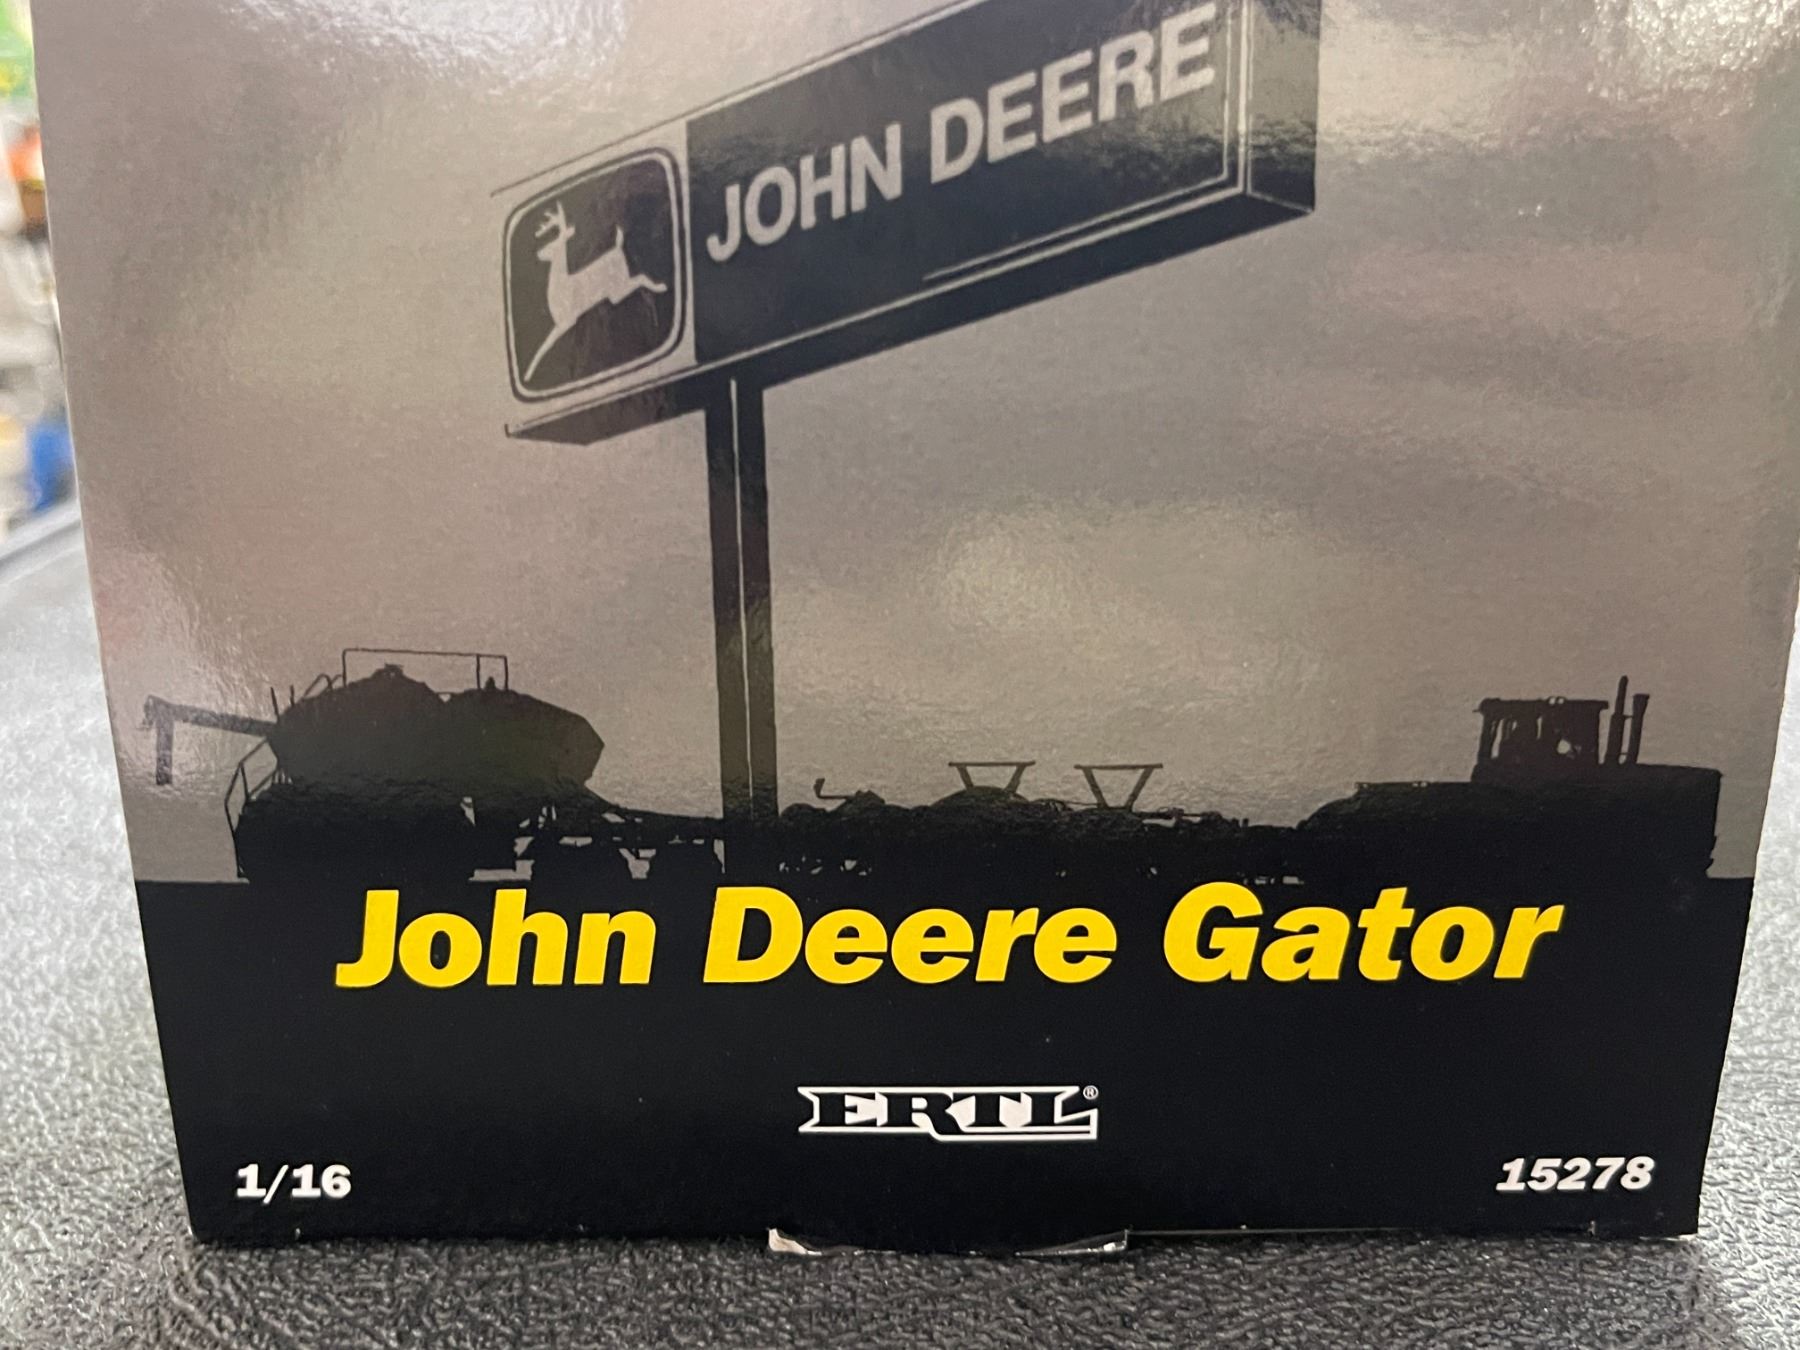 JOHN DEERE
John Deere Gator
ERTL®
1/16
15278